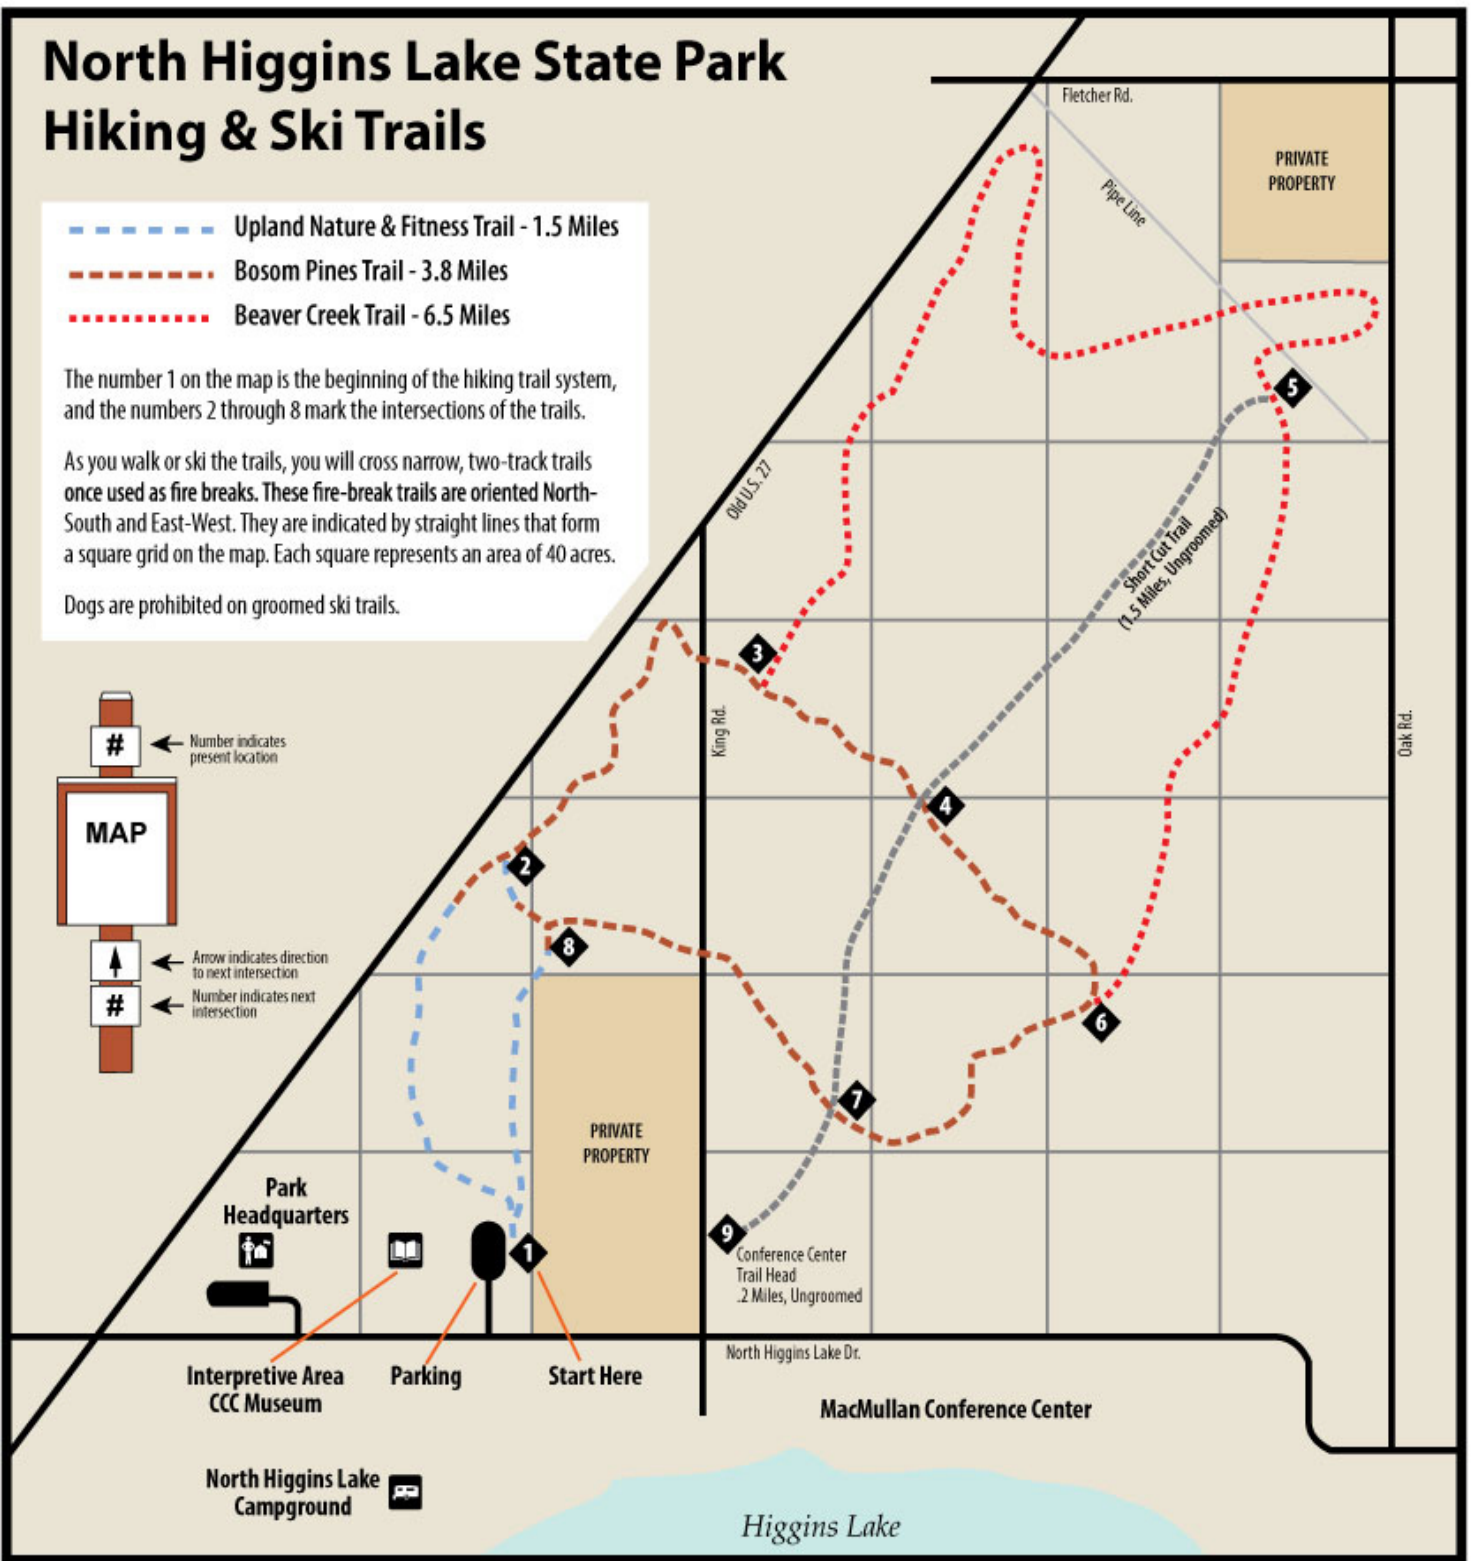 North Higgins Lake State Park
Hiking & Ski Trails
Upland Nature & Fitness Trail - 1.5 Miles
Bosom Pines Trail - 3.8 Miles
Beaver Creek Trail - 6.5 Miles
The number 1 on the map is the beginning of the hiking trail system,
and the numbers 2 through 8 mark the intersections of the trails.
As you walk or ski the trails, you will cross narrow, two-track trails
once used as fire breaks. These fire-break trails are oriented North-
South and East-West. They are indicated by straight lines that form
a square grid on the map. Each square represents an area of 40 acres.
Dogs are prohibited on groomed ski trails.
#
Number indicates
present location
MAP
Arrow indicates direction
to next intersection
#
Number indicates next
intersection
Fletcher Rd.
PRIVATE
PROPERTY
Pipe Line
5
Old U.S. 27
Short Cut Trail
(1.5 Miles, Ungroomed)
3
King Rd.
Oak Rd.
4
2
8
6
7
PRIVATE
PROPERTY
Park
Headquarters
1
9
Conference Center
Trail Head
.2 Miles, Ungroomed
North Higgins Lake Dr.
Interpretive Area
CCC Museum
Parking
Start Here
MacMullan Conference Center
North Higgins Lake
Campground
Higgins Lake